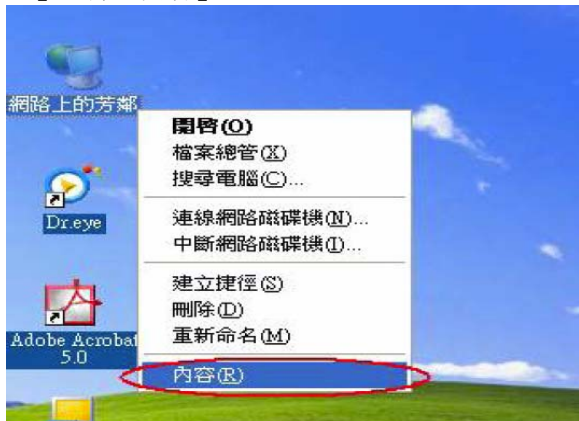 網路上的芳鄰
開啓(O)
檔案總管(X)
搜尋電腦(C)...
連線網路磁碟機(N)...
中斷網路磁碟機(I)...
建立捷徑(S)
刪除(D)
重新命名(M)
內容(R)
Dr.eye
Adobe Acrobat
5.0